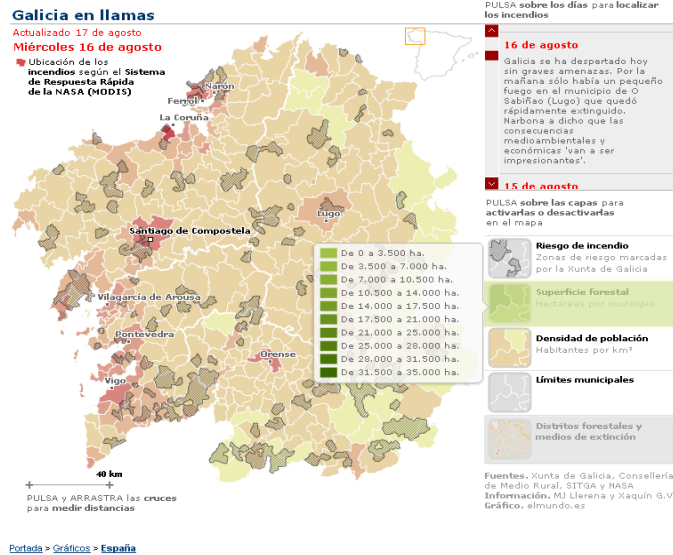 Galicia en llamas
Actualizado 17 de agosto
Miércoles 16 de agosto
Ubicación de los
incendios según el Sistema
de Respuesta Rápida
de la NASA (MODIS)
Narón
Ferrol
La Coruña
Lugo
Santiago de Compostela
Vilagarcía de Arousa
Pontevedra
Orense
Vigo
De 0 a 3.500 ha.
De 3.500 a 7.000 ha.
De 7.000 a 10.500 ha.
De 10.500 a 14.000 ha.
De 14.000 a 17.500 ha.
De 17.500 a 21.000 ha.
De 21.000 a 25.000 ha.
De 25.000 a 28.000 ha.
De 28.000 a 31.500 ha.
De 31.500 a 35.000 ha.
40 km
PULSA y ARRASTRA las cruces
para medir distancias
PULSA sobre los días para localizar
los incendios
16 de agosto
Galicia se ha despertado hoy
sin graves amenazas. Por la
mañana sólo había un pequeño
fuego en el municipio de O
Sabiñao (Lugo) que quedó
rápidamente extinguido.
Narbona a dicho que las
consecuencias
medioambientales y
económicas 'van a ser
impresionantes'.
15 de agosto
PULSA sobre las capas para
activarlas o desactivarlas
en el mapa
Riesgo de incendio
Zonas de riesgo marcadas
por la Xunta de Galicia
Superficie forestal
Hectáreas por municipio
Densidad de población
Habitantes por km²
Límites municipales
Distritos forestales y
medios de extinción
Fuentes. Xunta de Galicia, Consellería
de Medio Rural, SITGA y NASA
Información. MJ Llerena y Xaquín G.V
Gráfico. elmundo.es
Portada > Gráficos > España